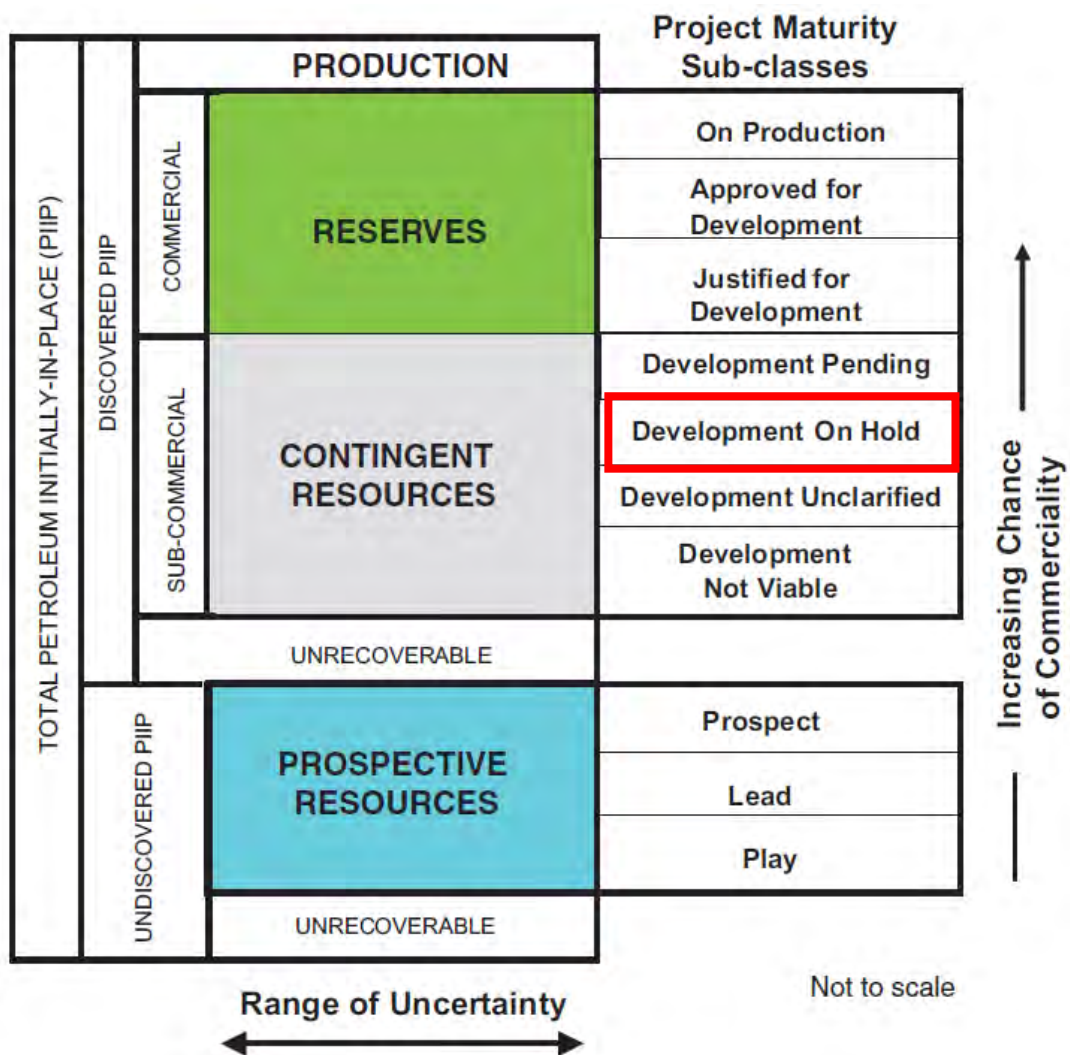 Project Maturity
Sub-classes
PRODUCTION
On Production
Approved for
Development
Justified for
Development
RESERVES
COMMERCIAL
Development Pending
Development On Hold
Development Unclarified
Development
Not Viable
CONTINGENT
RESOURCES
SUB-COMMERCIAL
DISCOVERED PIIP
TOTAL PETROLEUM INITIALLY-IN-PLACE (PIIP)
UNRECOVERABLE
Prospect
Lead
Play
PROSPECTIVE
RESOURCES
UNDISCOVERED PIIP
UNRECOVERABLE
Increasing Chance
of Commerciality
Not to scale
Range of Uncertainty